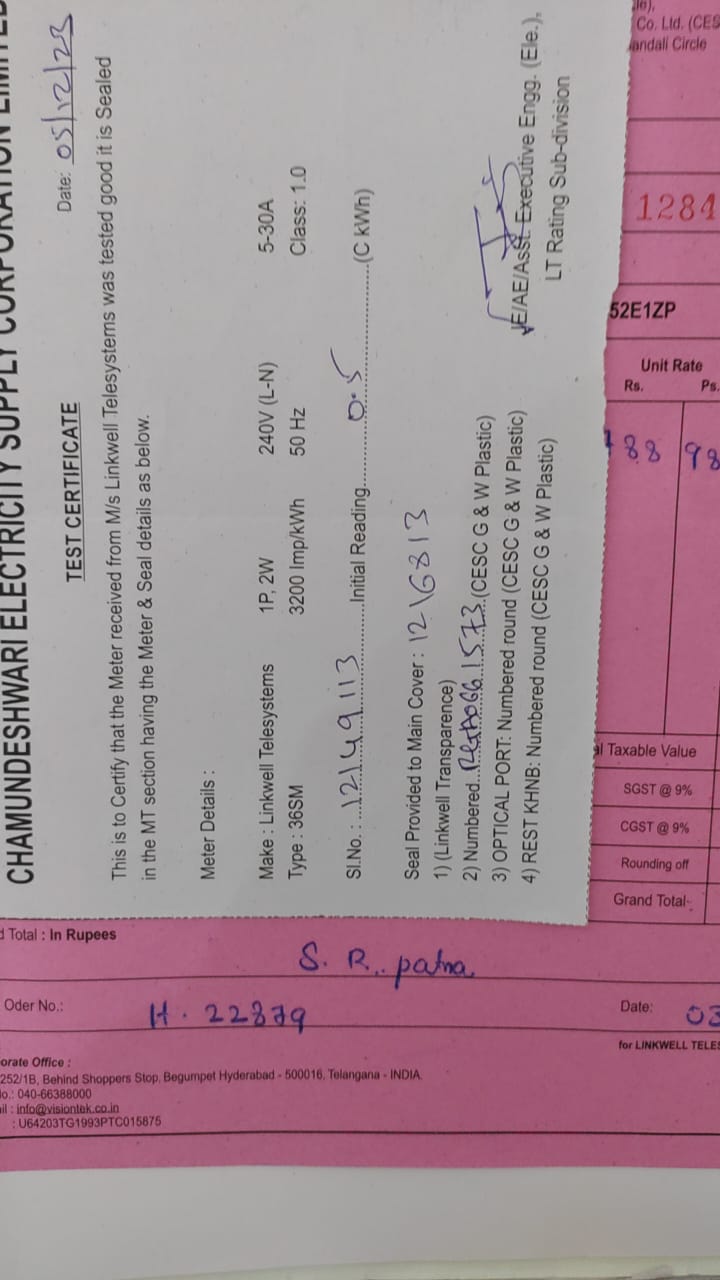 CHAMUNDESHWARI ELECTRICITY SUPPLY CORPORATION LIMITED
Date: 05/12/23
TEST CERTIFICATE
This is to Certify that the Meter received from M/s Linkwell Telesystems was tested good it is Sealed
in the MT section having the Meter & Seal details as below.
Meter Details :
Make : Linkwell Telesystems 1P, 2W 240V (L-N) 5-30A
Type : 36SM 3200 Imp/kWh 50 Hz Class: 1.0
Sl.No. : 12149113 Initial Reading 0.5 (C kWh)
Seal Provided to Main Cover : 1216813
1) (Linkwell Transparence)
2) Numbered (CESC G & W Plastic)
3) OPTICAL PORT: Numbered round (CESC G & W Plastic)
4) REST KHNB: Numbered round (CESC G & W Plastic)
JE/AE/Asst. Executive Engg. (Ele.),
LT Rating Sub-division
Co. Ltd. (CES
andali Circle
1284
52E1ZP
Unit Rate
Rs. Ps.
88 98
Taxable Value
SGST @ 9%
CGST @ 9%
Rounding off
Grand Total
d Total : In Rupees
S. R. patna
Oder No.: H. 22879 Date: 03
for LINKWELL TELES
orate Office :
252/1B, Behind Shoppers Stop, Begumpet Hyderabad - 500016, Telangana - INDIA.
lo.: 040-66388000
ail : info@visiontek.co.in
: U64203TG1993PTC015875